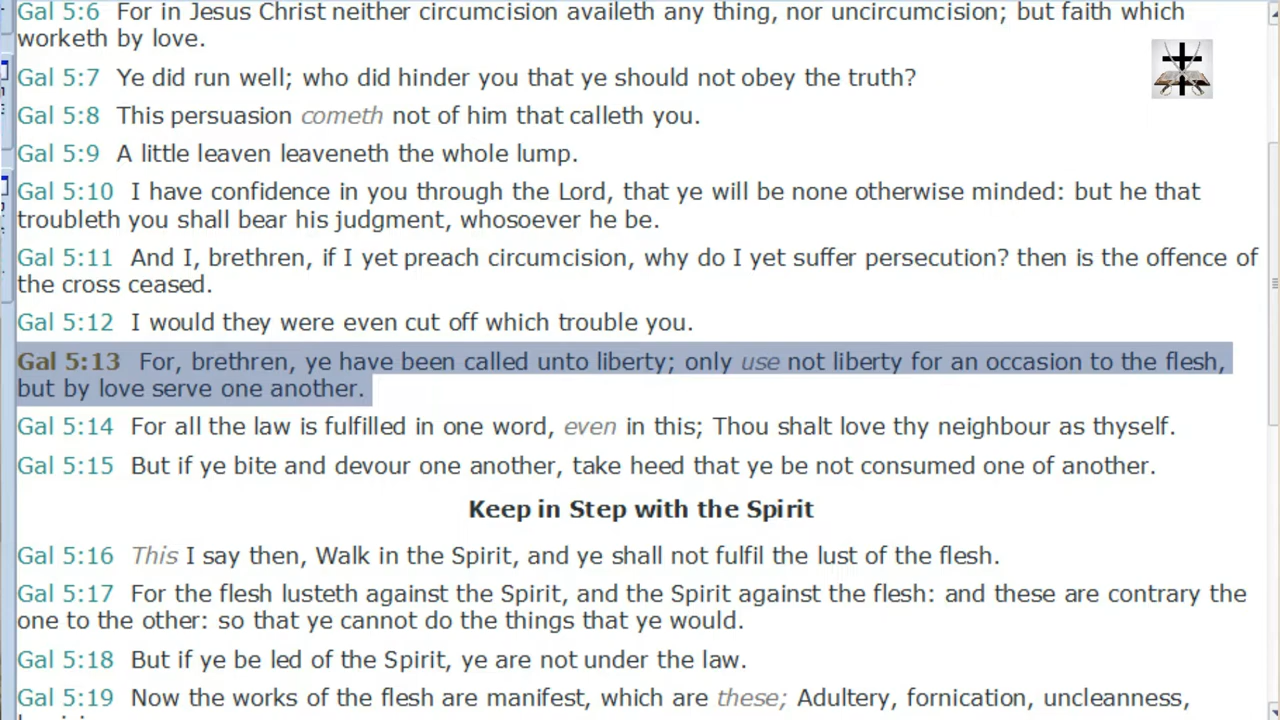 Gal 5:6 For in Jesus Christ neither circumcision availeth any thing, nor uncircumcision; but faith which
worketh by love.
Gal 5:7 Ye did run well; who did hinder you that ye should not obey the truth?
Gal 5:8 This persuasion cometh not of him that calleth you.
Gal 5:9 A little leaven leaveneth the whole lump.
Gal 5:10 I have confidence in you through the Lord, that ye will be none otherwise minded: but he that
troubleth you shall bear his judgment, whosoever he be.
Gal 5:11 And I, brethren, if I yet preach circumcision, why do I yet suffer persecution? then is the offence of
the cross ceased.
Gal 5:12 I would they were even cut off which trouble you.
Gal 5:13 For, brethren, ye have been called unto liberty; only use not liberty for an occasion to the flesh,
but by love serve one another.
Gal 5:14 For all the law is fulfilled in one word, even in this; Thou shalt love thy neighbour as thyself.
Gal 5:15 But if ye bite and devour one another, take heed that ye be not consumed one of another.
Keep in Step with the Spirit
Gal 5:16 This I say then, Walk in the Spirit, and ye shall not fulfil the lust of the flesh.
Gal 5:17 For the flesh lusteth against the Spirit, and the Spirit against the flesh: and these are contrary the
one to the other: so that ye cannot do the things that ye would.
Gal 5:18 But if ye be led of the Spirit, ye are not under the law.
Gal 5:19 Now the works of the flesh are manifest, which are these; Adultery, fornication, uncleanness,